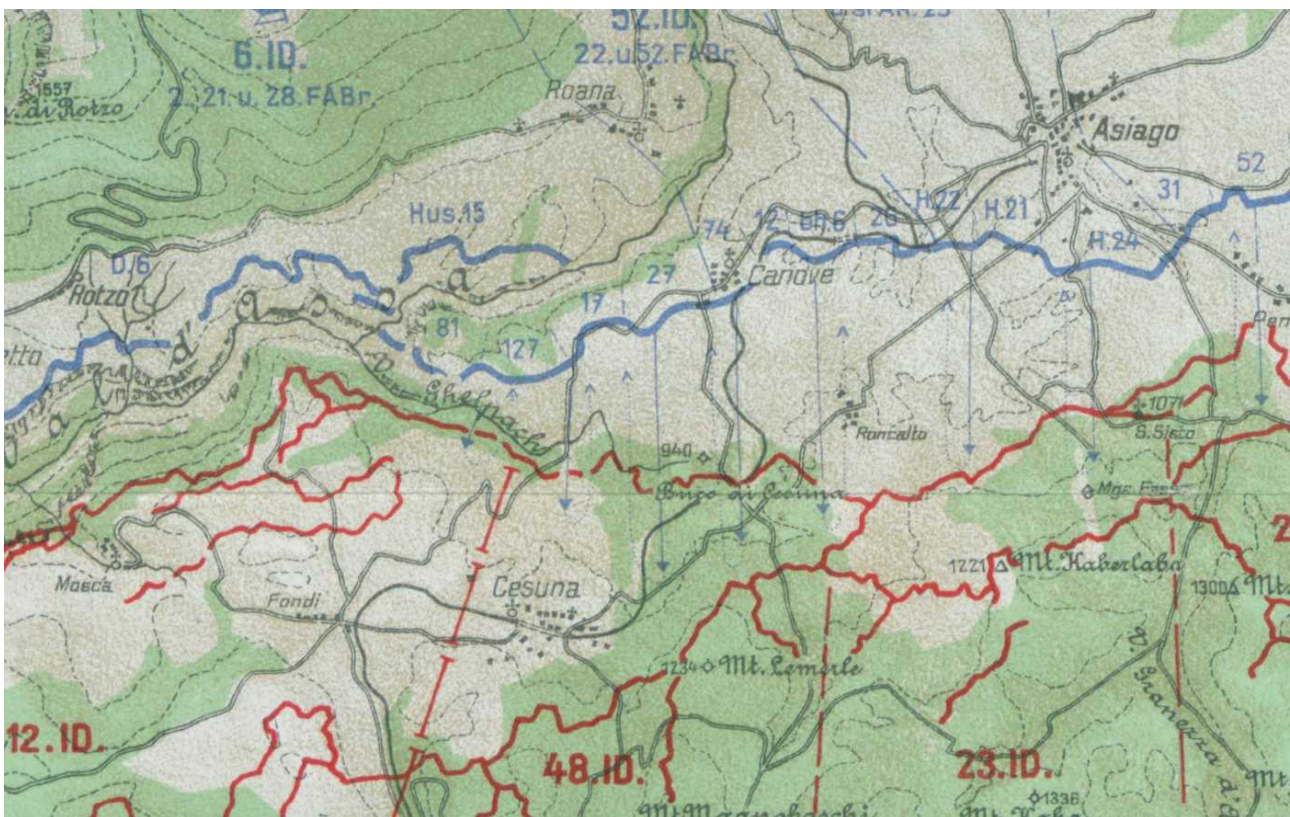 6.ID.
2., 21. u. 28. FABr.
52.ID.
22. u. 52. FABr.
1557
di Rotzo
Roana
Asiago
52
31
Hus.15
H.22
H.21
H.24
26
bh.6
12
74
27
17
D.6
Rotzo
Canove
81
127
d'
Ghelpach
1071
S.Sisto
Roncalto
940
Buco di Cesuna
Mosca
Fondi
Cesuna
1221
Mt. Kaberlaba
1300
Mt.
1234
Mt. Lemerle
12.ID.
48.ID.
23.ID.
1336